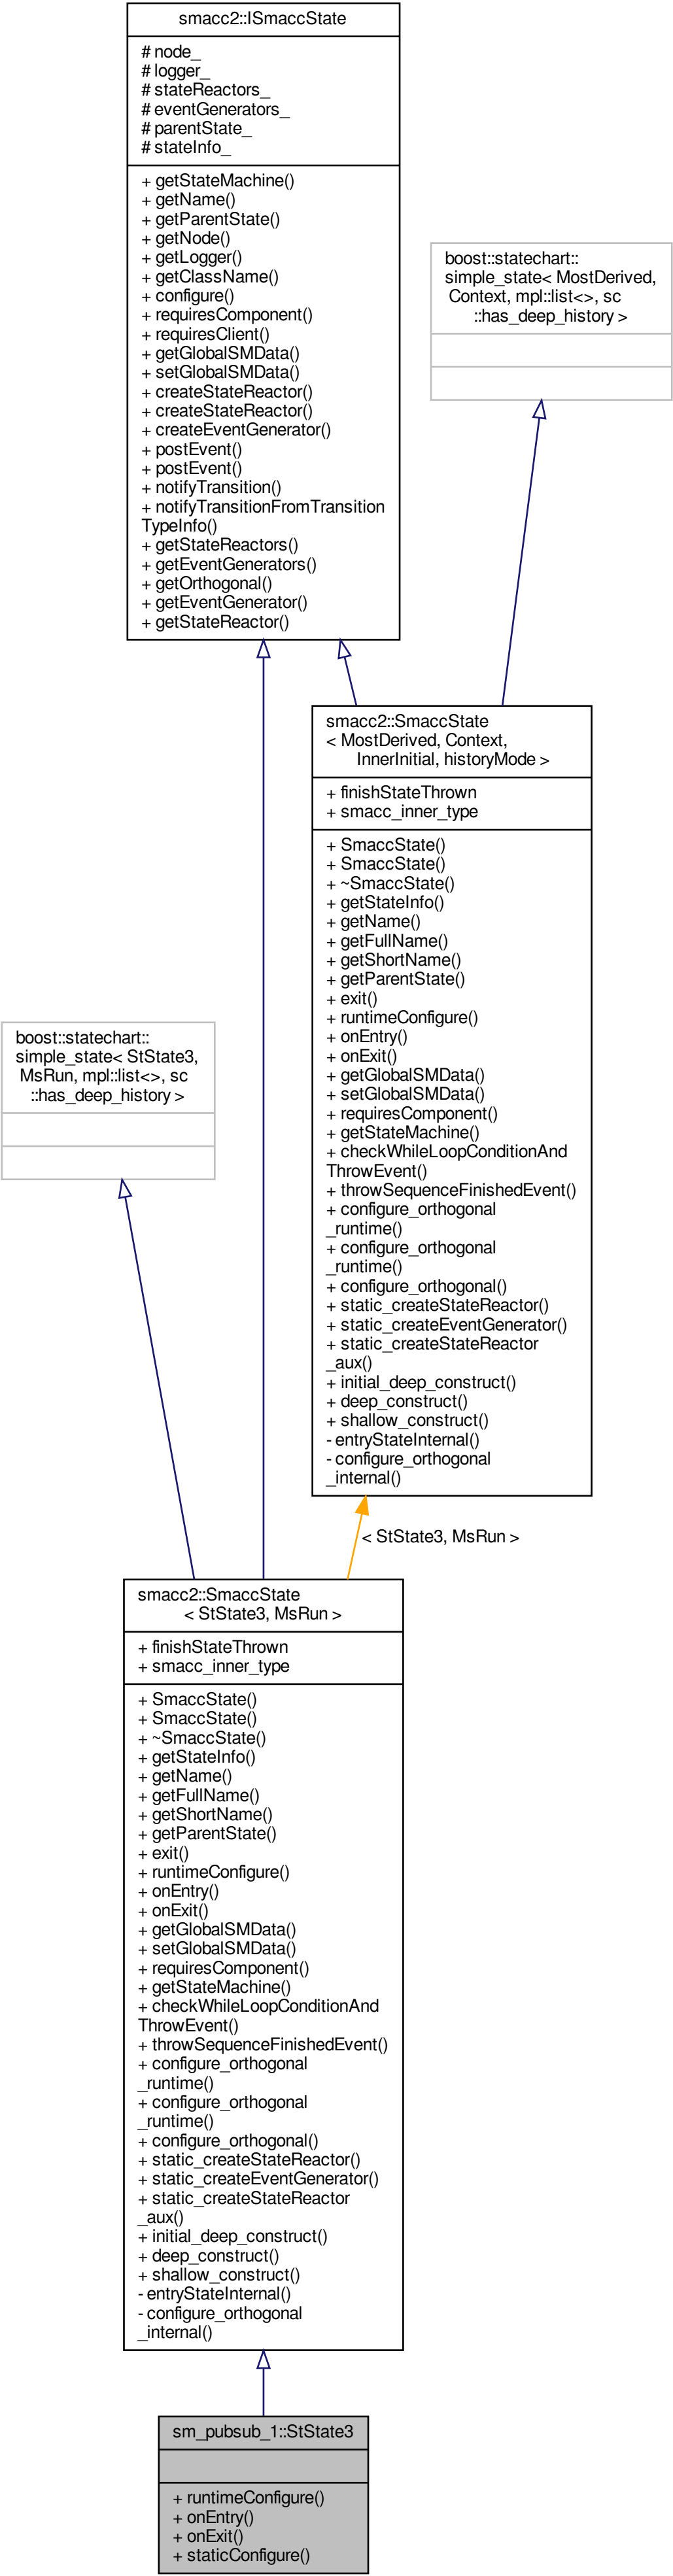 smacc2::ISmaccState
# node_
# logger_
# stateReactors_
# eventGenerators_
# parentState_
# stateInfo_
+ getStateMachine()
+ getName()
+ getParentState()
+ getNode()
+ getLogger()
+ getClassName()
+ configure()
+ requiresComponent()
+ requiresClient()
+ getGlobalSMData()
+ setGlobalSMData()
+ createStateReactor()
+ createStateReactor()
+ createEventGenerator()
+ postEvent()
+ postEvent()
+ notifyTransition()
+ notifyTransitionFromTransition
TypeInfo()
+ getStateReactors()
+ getEventGenerators()
+ getOrthogonal()
+ getEventGenerator()
+ getStateReactor()
boost::statechart::
simple_state< MostDerived,
Context, mpl::list<>, sc
::has_deep_history >
smacc2::SmaccState
< MostDerived, Context,
InnerInitial, historyMode >
+ finishStateThrown
+ smacc_inner_type
+ SmaccState()
+ SmaccState()
+ ~SmaccState()
+ getStateInfo()
+ getName()
+ getFullName()
+ getShortName()
+ getParentState()
+ exit()
+ runtimeConfigure()
+ onEntry()
+ onExit()
+ getGlobalSMData()
+ setGlobalSMData()
+ requiresComponent()
+ getStateMachine()
+ checkWhileLoopConditionAnd
ThrowEvent()
+ throwSequenceFinishedEvent()
+ configure_orthogonal
_runtime()
+ configure_orthogonal
_runtime()
+ configure_orthogonal()
+ static_createStateReactor()
+ static_createEventGenerator()
+ static_createStateReactor
_aux()
+ initial_deep_construct()
+ deep_construct()
+ shallow_construct()
- entryStateInternal()
- configure_orthogonal
_internal()
boost::statechart::
simple_state< StState3,
MsRun, mpl::list<>, sc
::has_deep_history >
< StState3, MsRun >
smacc2::SmaccState
< StState3, MsRun >
+ finishStateThrown
+ smacc_inner_type
+ SmaccState()
+ SmaccState()
+ ~SmaccState()
+ getStateInfo()
+ getName()
+ getFullName()
+ getShortName()
+ getParentState()
+ exit()
+ runtimeConfigure()
+ onEntry()
+ onExit()
+ getGlobalSMData()
+ setGlobalSMData()
+ requiresComponent()
+ getStateMachine()
+ checkWhileLoopConditionAnd
ThrowEvent()
+ throwSequenceFinishedEvent()
+ configure_orthogonal
_runtime()
+ configure_orthogonal
_runtime()
+ configure_orthogonal()
+ static_createStateReactor()
+ static_createEventGenerator()
+ static_createStateReactor
_aux()
+ initial_deep_construct()
+ deep_construct()
+ shallow_construct()
- entryStateInternal()
- configure_orthogonal
_internal()
sm_pubsub_1::StState3
+ runtimeConfigure()
+ onEntry()
+ onExit()
+ staticConfigure()